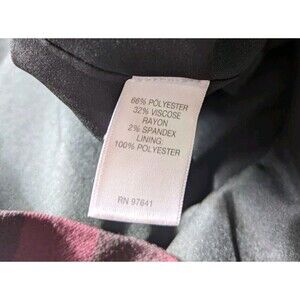 66% POLYESTER
32% VISCOSE
RAYON
2% SPANDEX
LINING:
100% POLYESTER
RN 97641